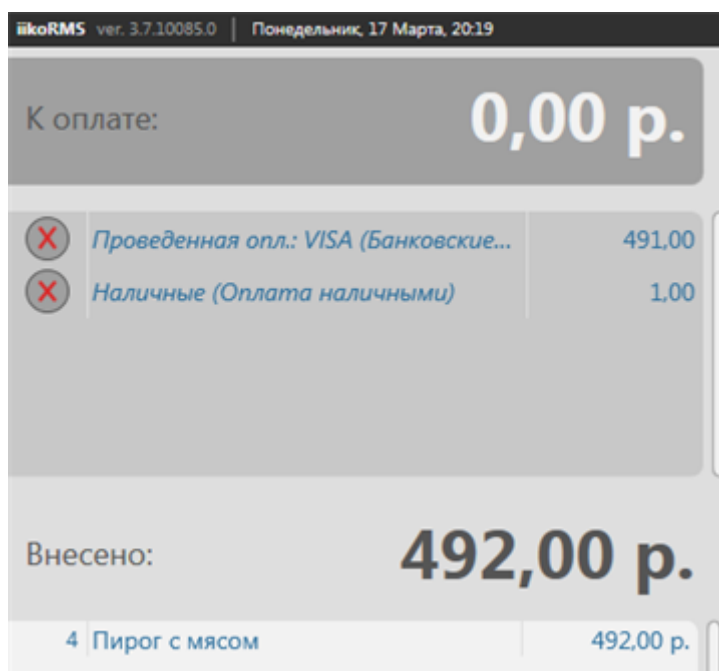 iikoRMS ver. 3.7.10085.0 | Понедельник, 17 Марта, 20:19
К оплате: 0,00 р.
Проведенная опл.: VISA (Банковские... 491,00
Наличные (Оплата наличными) 1,00
Внесено: 492,00 р.
4 Пирог с мясом 492,00 р.